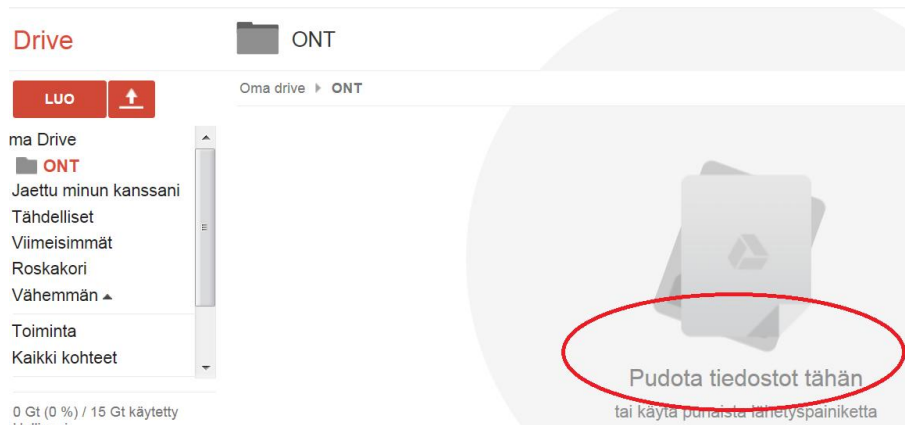 Drive
ONT
LUO
Oma drive ▸ ONT
ma Drive
ONT
Jaettu minun kanssani
Tähdelliset
Viimeisimmät
Roskakori
Vähemmän
Toiminta
Kaikki kohteet
0 Gt (0 %) / 15 Gt käytetty
Pudota tiedostot tähän
tai käytä punaista lähetyspainiketta